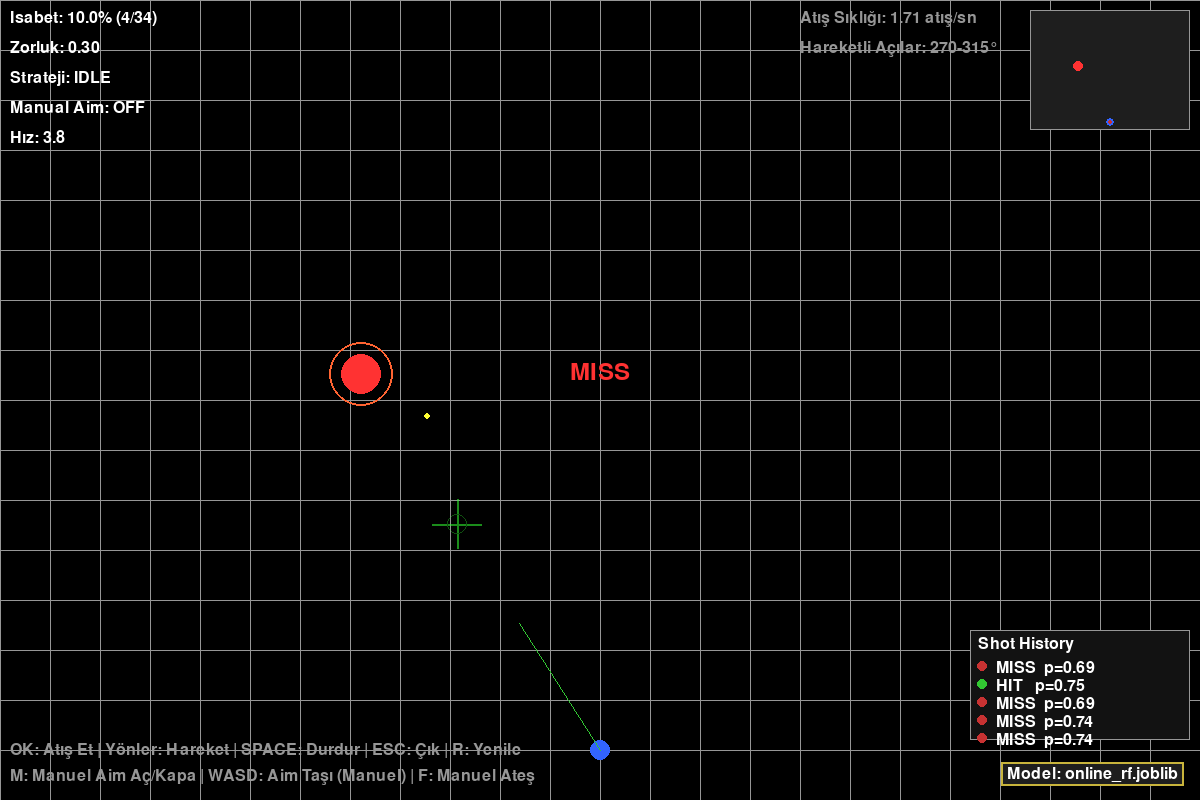 Isabet: 10.0% (4/34)
Zorluk: 0.30
Strateji: IDLE
Manual Aim: OFF
Hız: 3.8
Atış Sıklığı: 1.71 atış/sn
Hareketli Açılar: 270-315°
MISS
Shot History
MISS p=0.69
HIT p=0.75
MISS p=0.69
MISS p=0.74
MISS p=0.74
OK: Atış Et | Yönler: Hareket | SPACE: Durdur | ESC: Çık | R: Yenile
M: Manuel Aim Aç/Kapa | WASD: Aim Taşı (Manuel) | F: Manuel Ateş
Model: online_rf.joblib